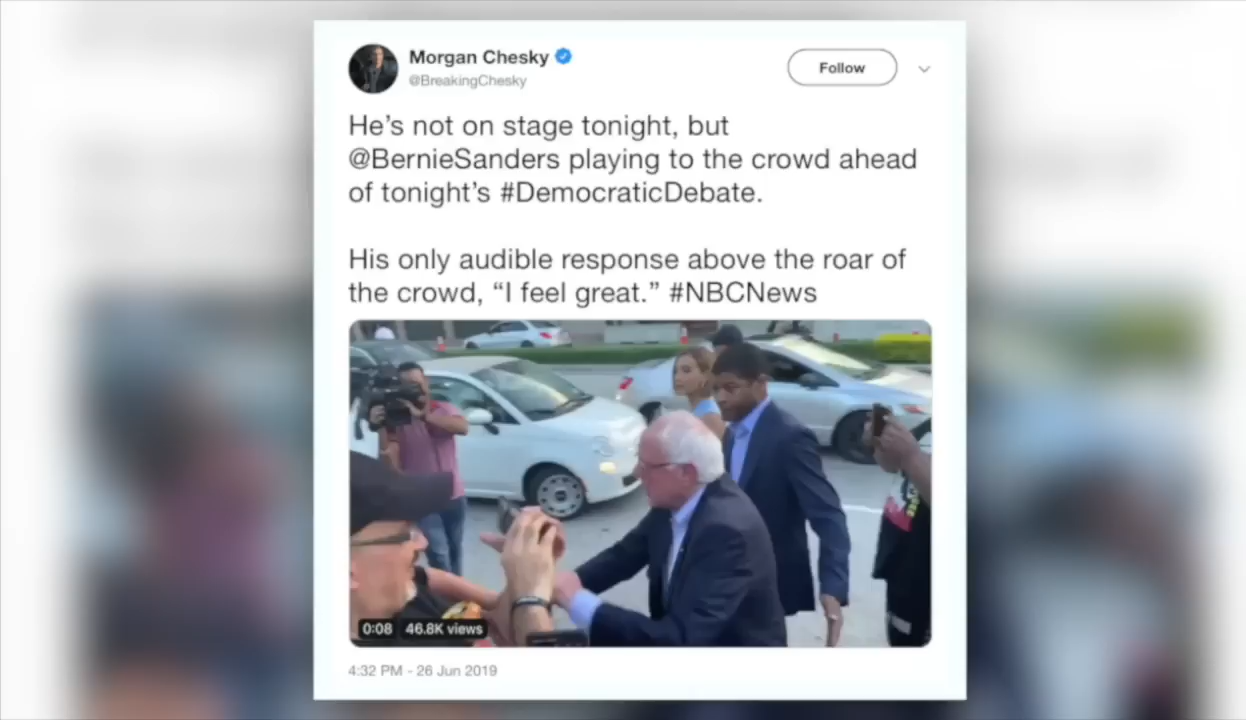 Morgan Chesky
@BreakingChesky
Follow
He’s not on stage tonight, but
@BernieSanders playing to the crowd ahead
of tonight’s #DemocraticDebate.
His only audible response above the roar of
the crowd, “I feel great.” #NBCNews
0:08 46.8K views
4:32 PM - 26 Jun 2019